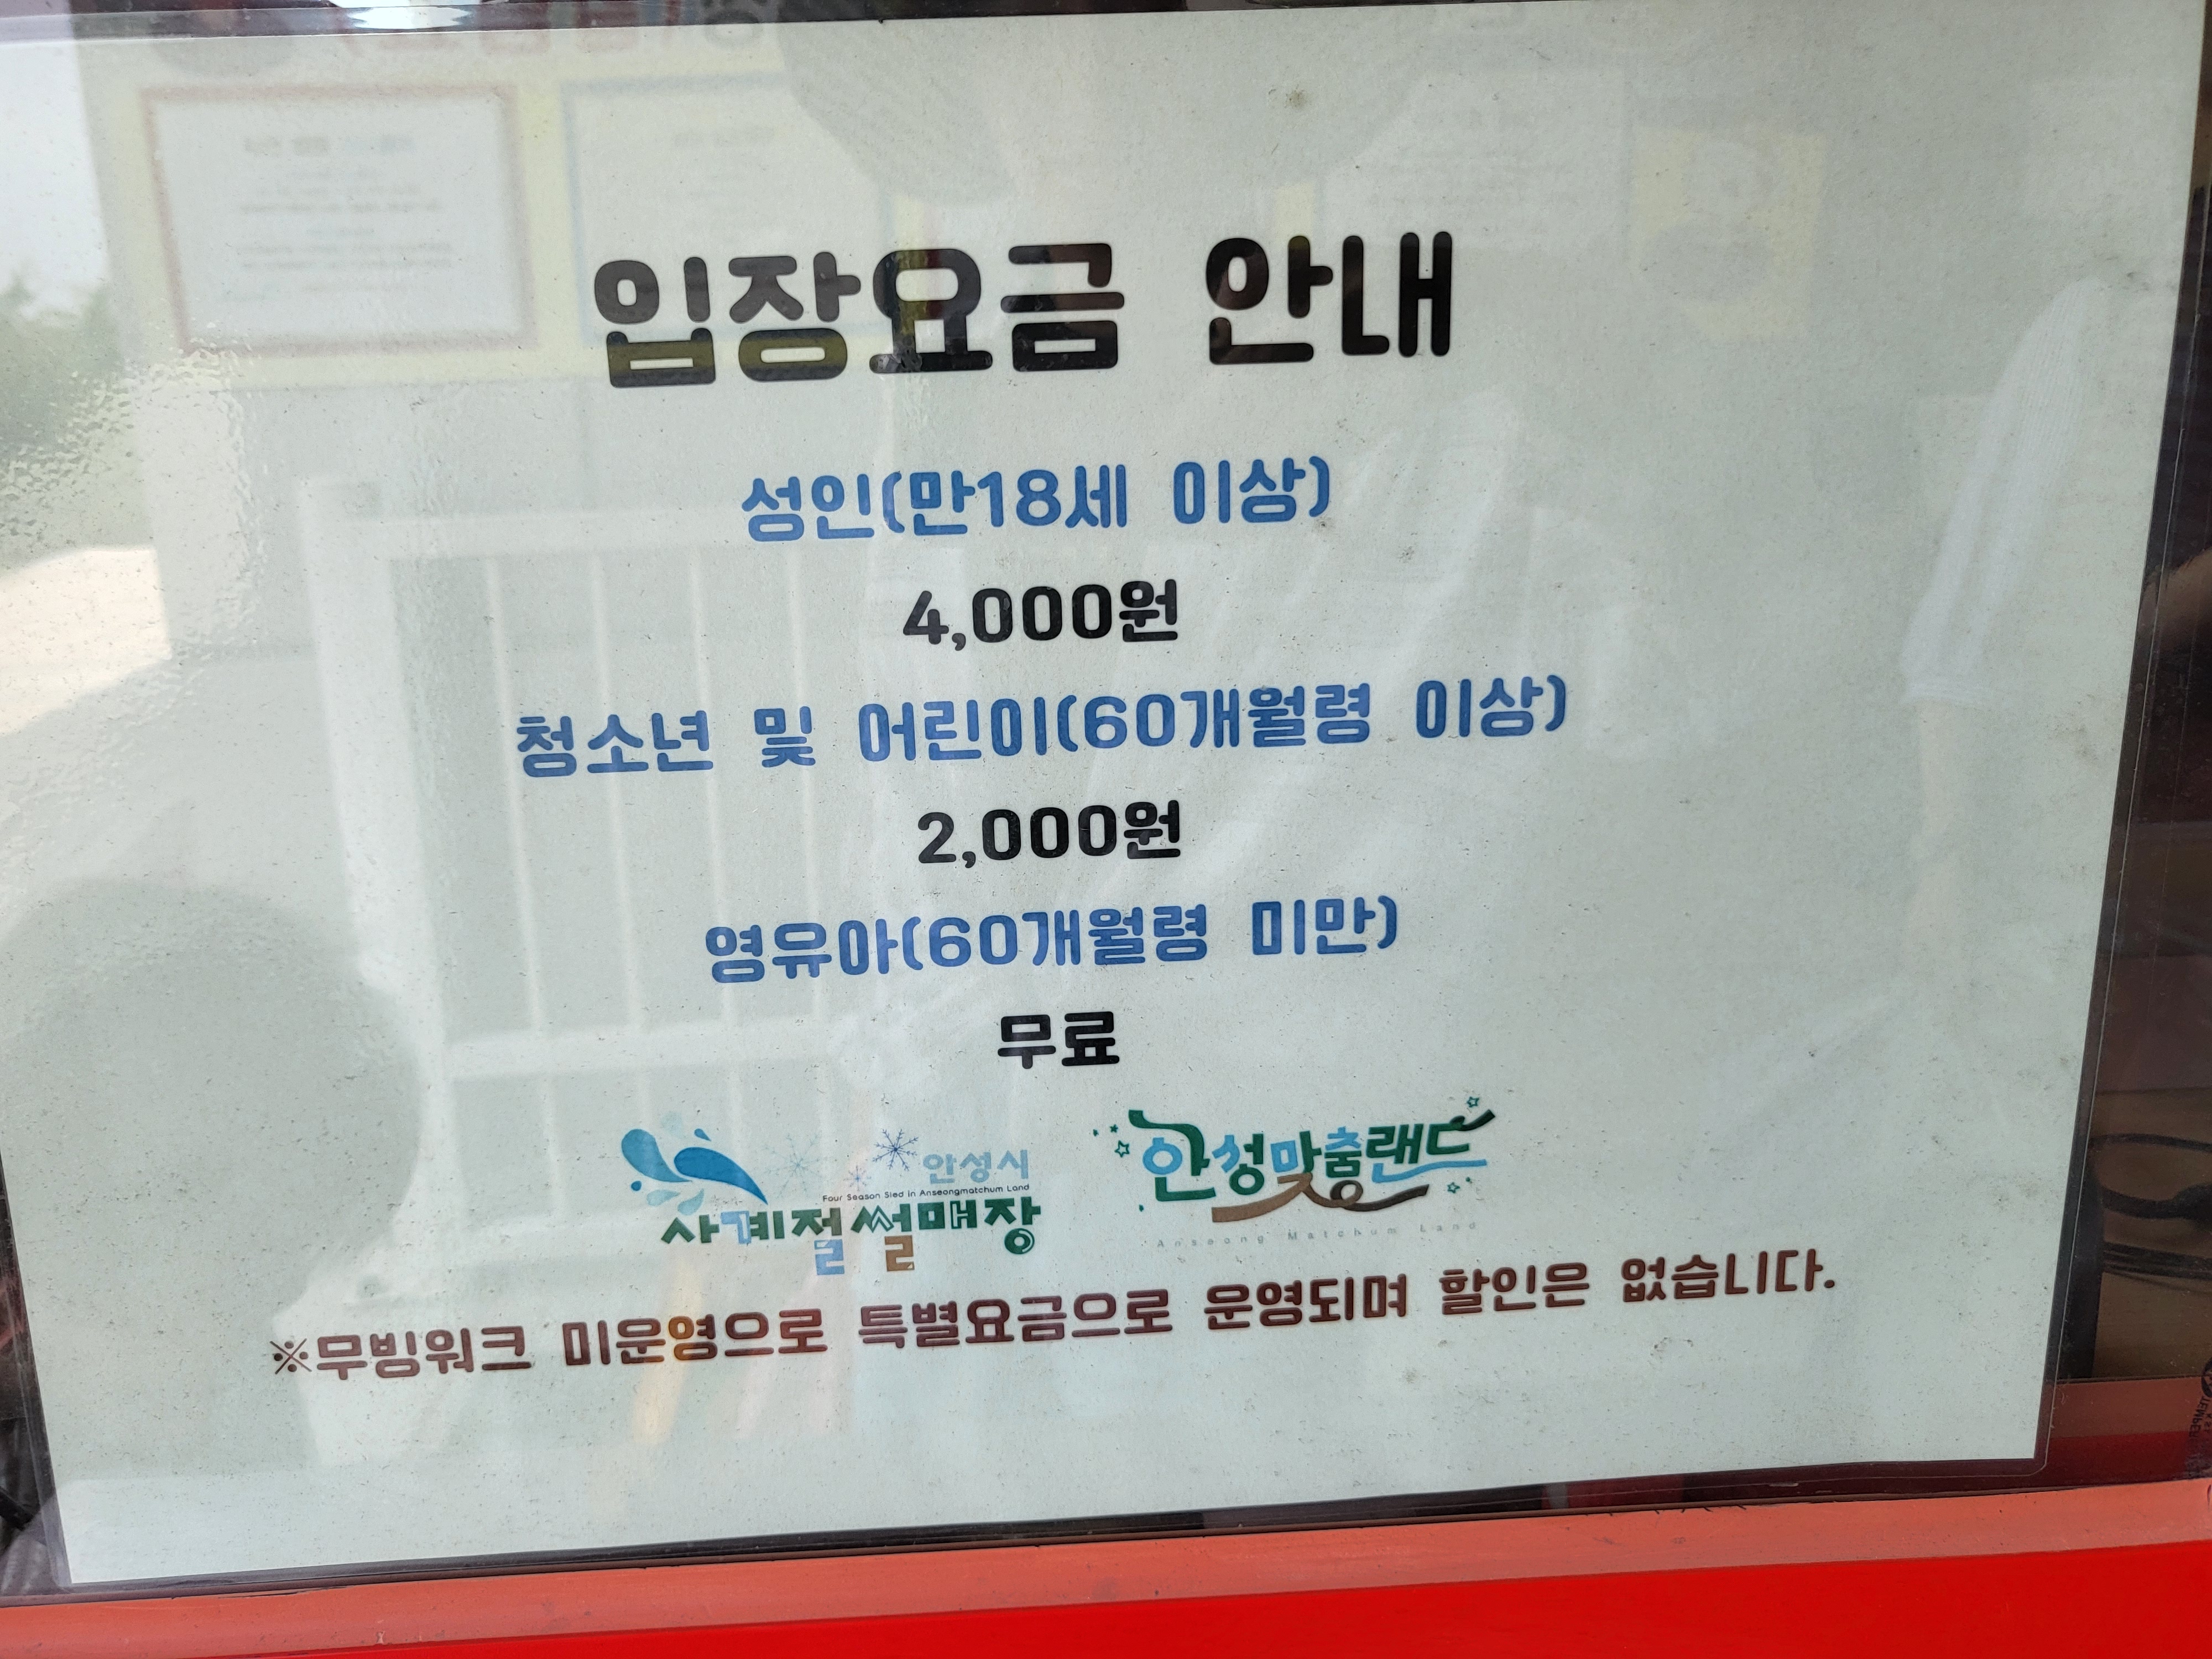 입장요금 안내
성인(만18세 이상)
4,000원
청소년 및 어린이(60개월령 이상)
2,000원
영유아(60개월령 미만)
무료
안성시
Four Season Sled in Anseongmatchum Land
사계절썰매장
안성맞춤랜드
Anseong Matchum Land
※무빙워크 미운영으로 특별요금으로 운영되며 할인은 없습니다.